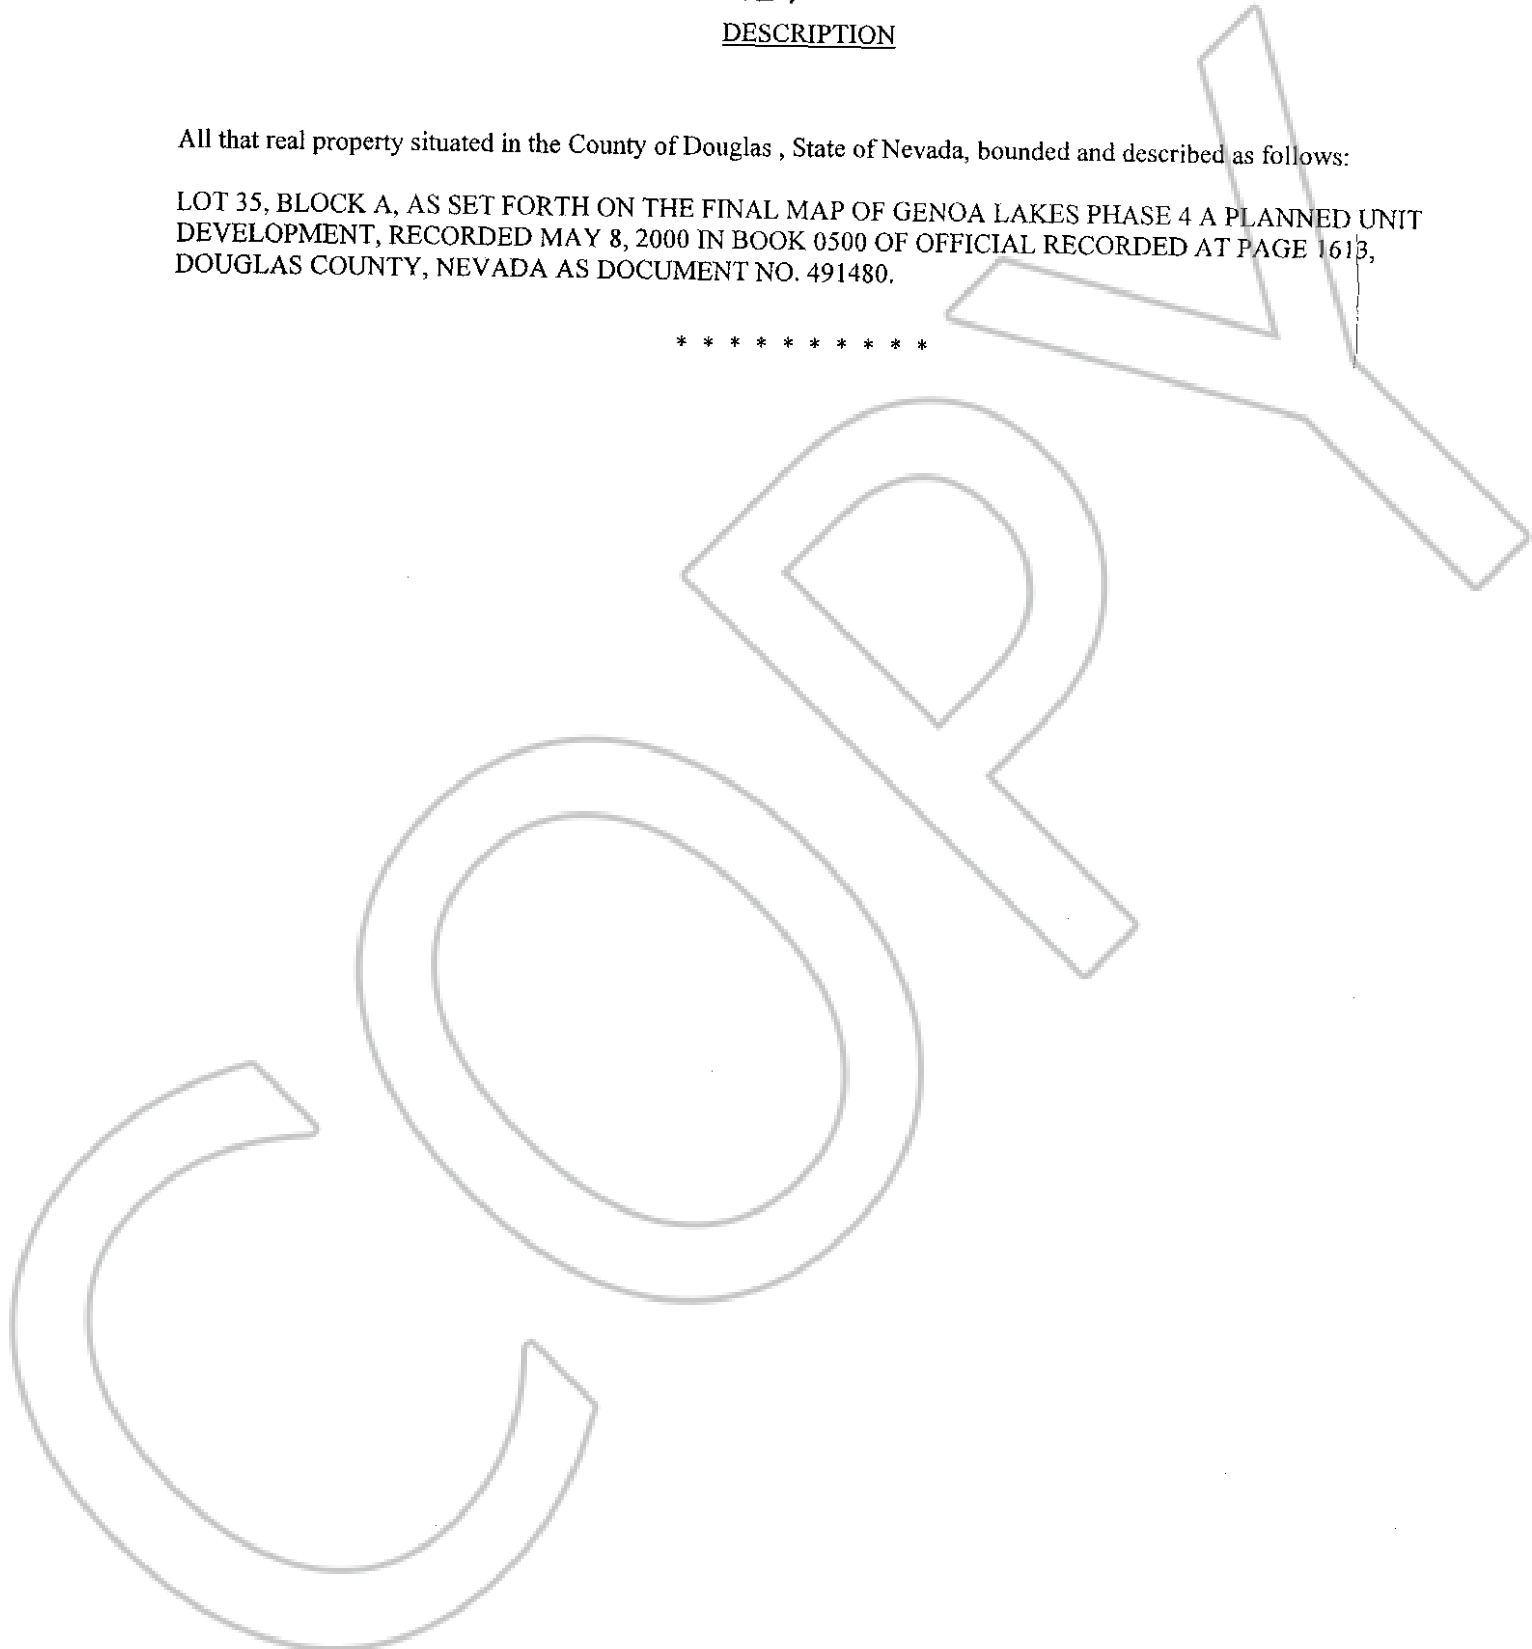 DESCRIPTION
All that real property situated in the County of Douglas , State of Nevada, bounded and described as follows:
LOT 35, BLOCK A, AS SET FORTH ON THE FINAL MAP OF GENOA LAKES PHASE 4 A PLANNED UNIT
DEVELOPMENT, RECORDED MAY 8, 2000 IN BOOK 0500 OF OFFICIAL RECORDED AT PAGE 1613,
DOUGLAS COUNTY, NEVADA AS DOCUMENT NO. 491480.
* * * * * * * * * *
COPY